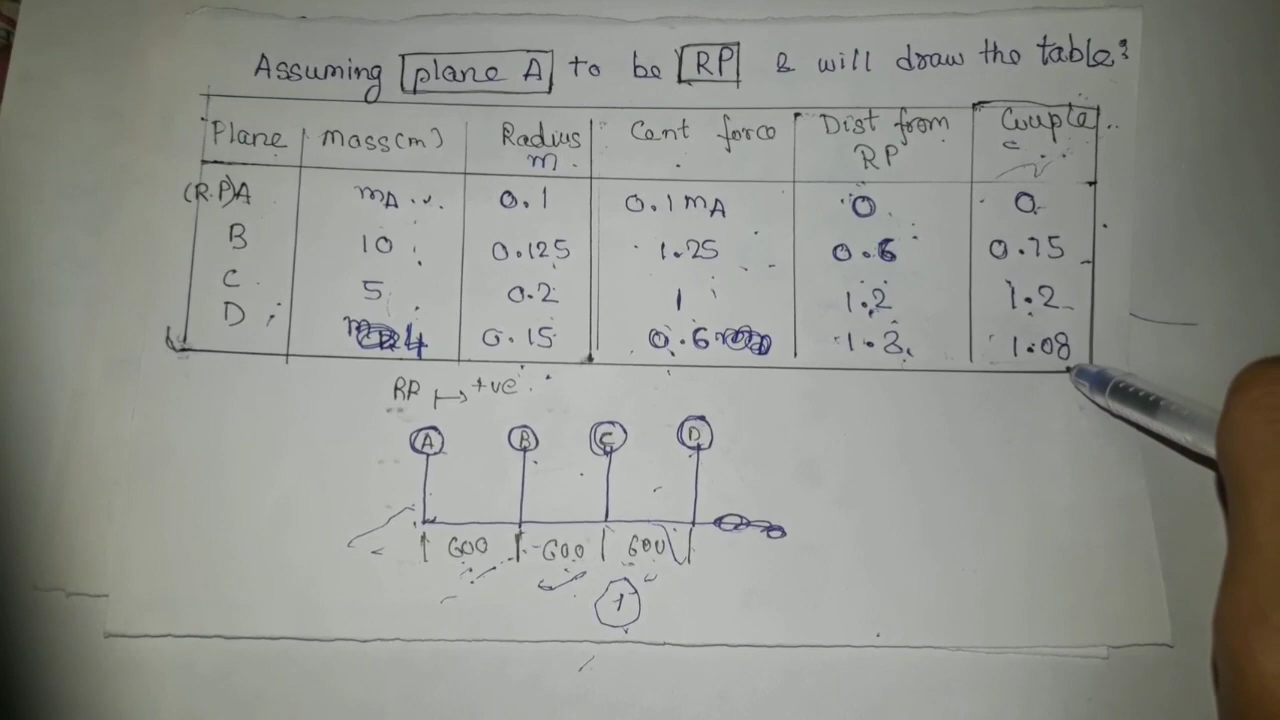 Assuming plane A to be RP & will draw the table:
Plane Mass(m) Radius m. Cent force Dist from RP Couple
(R.P)A mA 0.1 0.1mA 0 0
B 10 0.125 1.25 0.6 0.75
C 5 0.2 1 1.2 1.2
D 4 0.15 0.6 1.8 1.08
RP +ve
A B C D
600 600 600
1